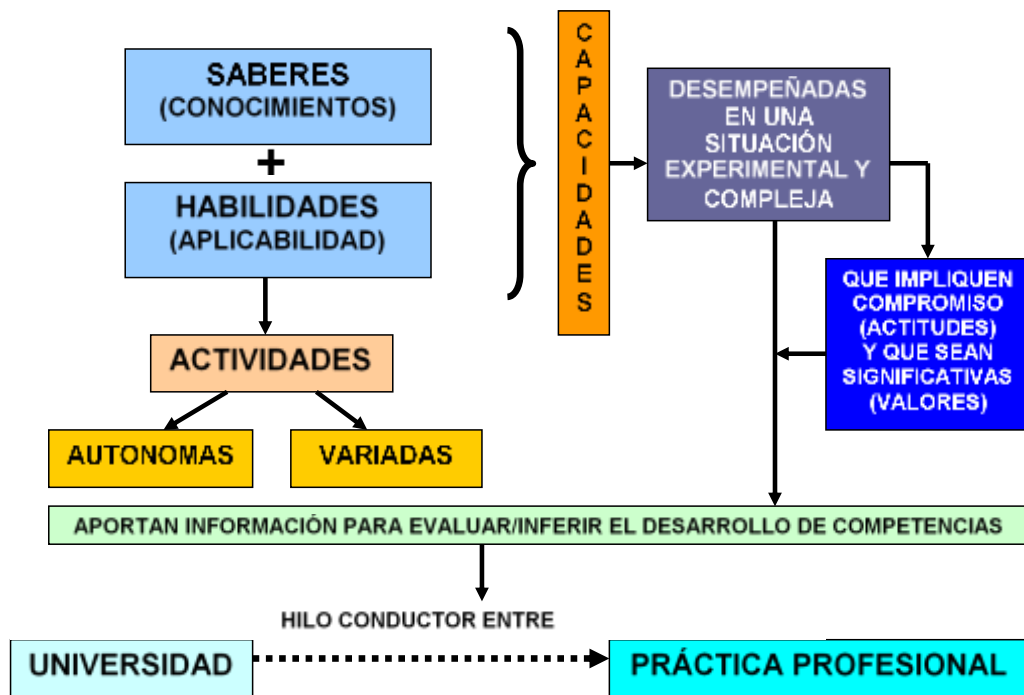 SABERES
(CONOCIMIENTOS)
+
HABILIDADES
(APLICABILIDAD)
CAPACIDADES
DESEMPEÑADAS
EN UNA
SITUACIÓN
EXPERIMENTAL Y
COMPLEJA
QUE IMPLIQUEN
COMPROMISO
(ACTITUDES)
Y QUE SEAN
SIGNIFICATIVAS
(VALORES)
ACTIVIDADES
AUTONOMAS
VARIADAS
APORTAN INFORMACIÓN PARA EVALUAR/INFERIR EL DESARROLLO DE COMPETENCIAS
HILO CONDUCTOR ENTRE
UNIVERSIDAD
PRÁCTICA PROFESIONAL